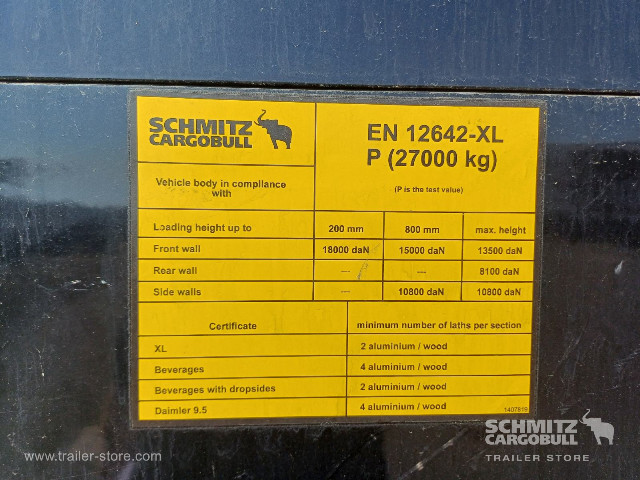 SCHMITZ
CARGOBULL
EN 12642-XL
P (27000 kg)
Vehicle body in compliance
with
(P is the test value)
Loading height up to 200 mm 800 mm max. height
Front wall 18000 daN 15000 daN 13500 daN
Rear wall --- --- 8100 daN
Side walls --- 10800 daN 10800 daN
Certificate minimum number of laths per section
XL 2 aluminium / wood
Beverages 4 aluminium / wood
Beverages with dropsides 2 aluminium / wood
Daimler 9.5 4 aluminium / wood
1407819
SCHMITZ
CARGOBULL
TRAILER STORE
www.trailer-store.com